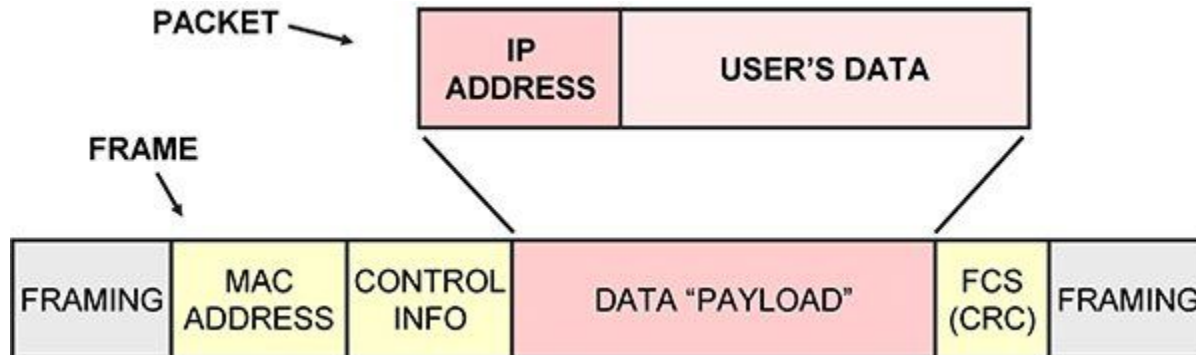 PACKET
IP
ADDRESS
USER'S DATA
FRAME
FRAMING
MAC
ADDRESS
CONTROL
INFO
DATA “PAYLOAD”
FCS
(CRC)
FRAMING